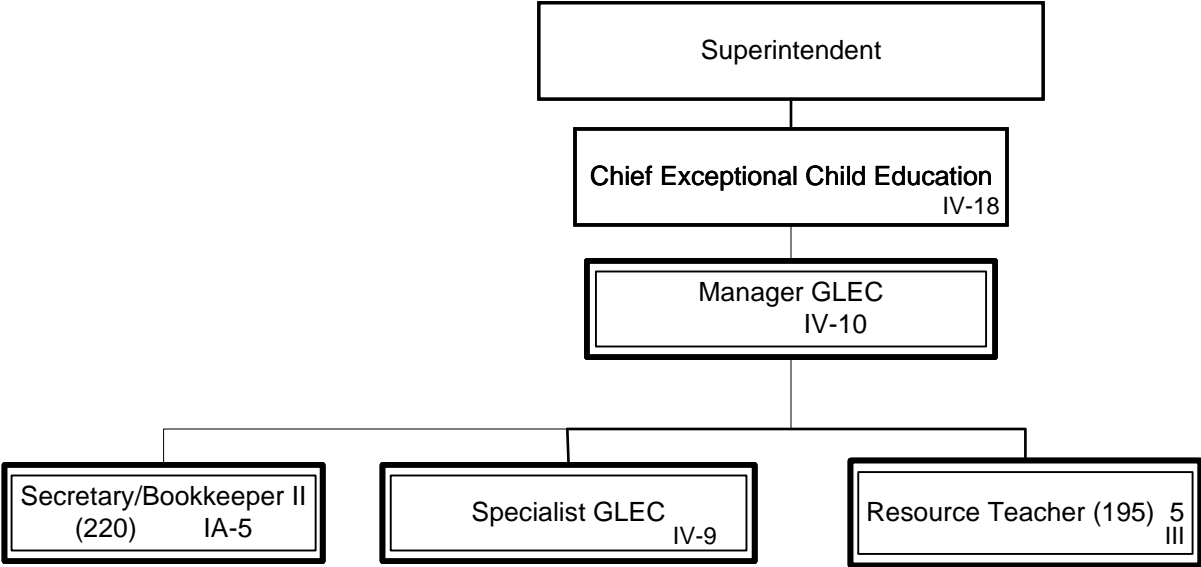 Superintendent
Chief Exceptional Child Education
IV-18
Manager GLEC
IV-10
Secretary/Bookkeeper II
(220) IA-5
Specialist GLEC
IV-9
Resource Teacher (195) 5
III